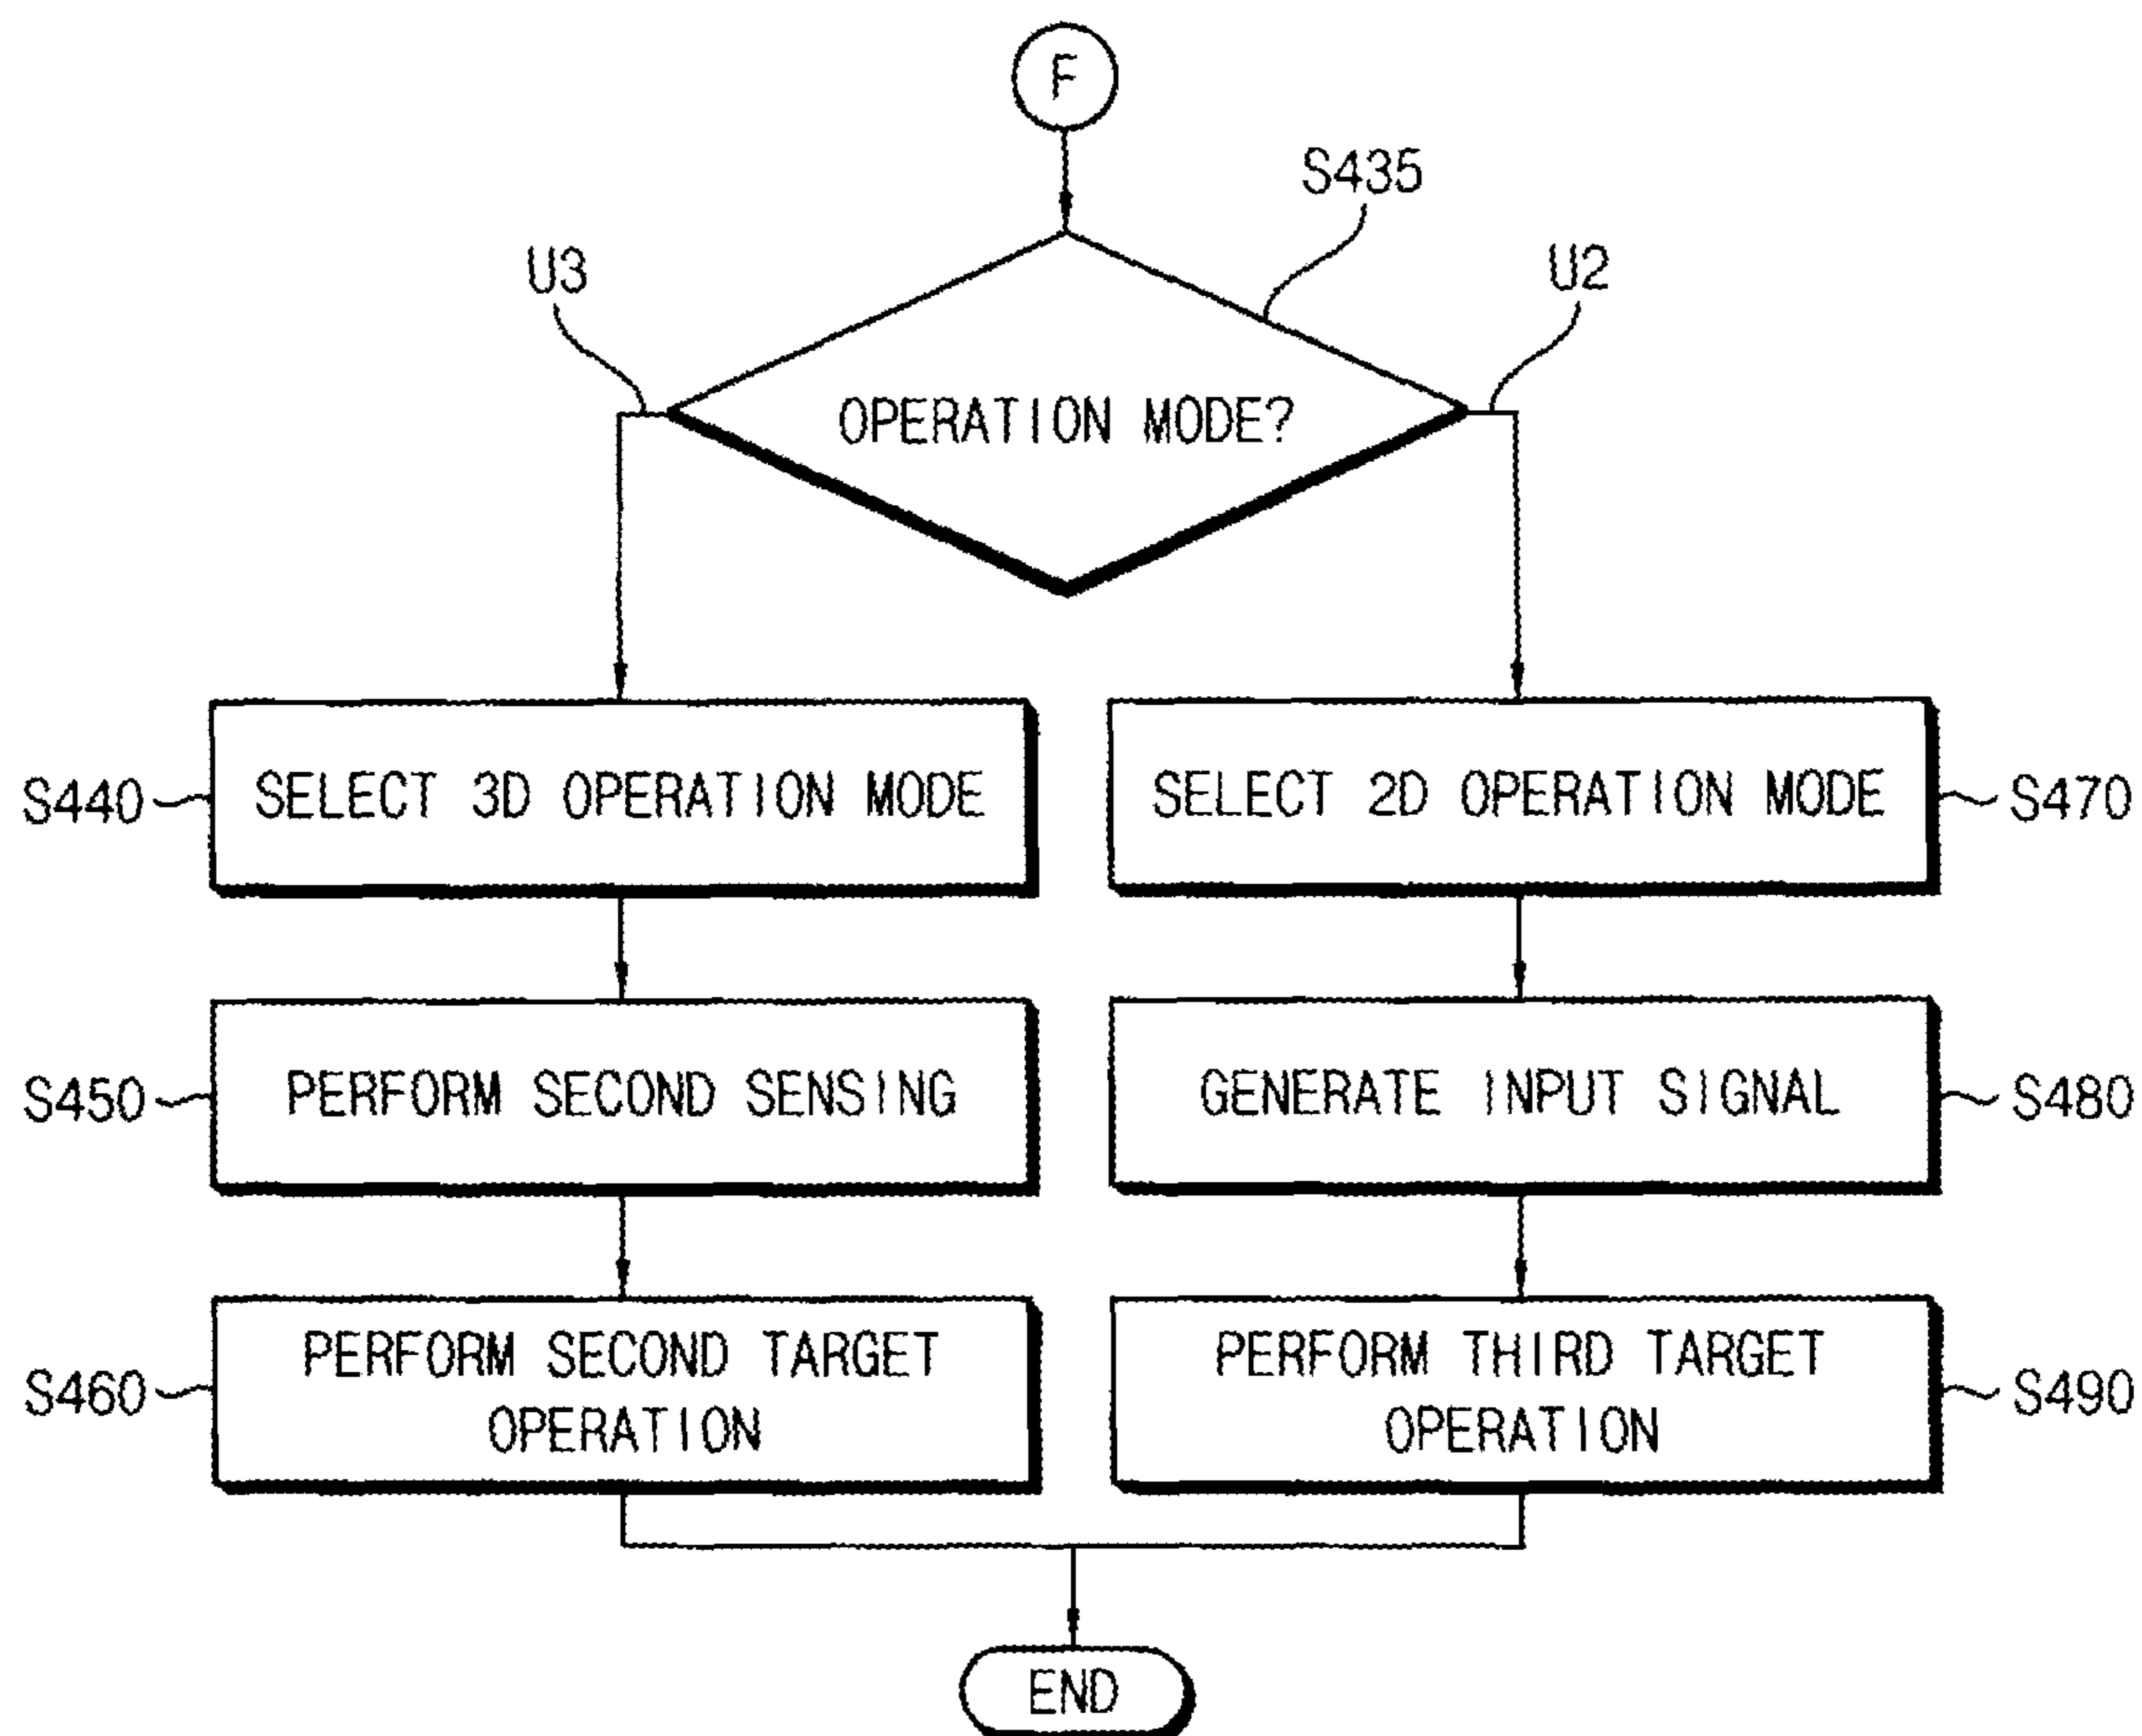 F
S435
U3
U2
OPERATION MODE?
S440
SELECT 3D OPERATION MODE
SELECT 2D OPERATION MODE
S470
S450
PERFORM SECOND SENSING
GENERATE INPUT SIGNAL
S480
S460
PERFORM SECOND TARGET
OPERATION
PERFORM THIRD TARGET
OPERATION
S490
END